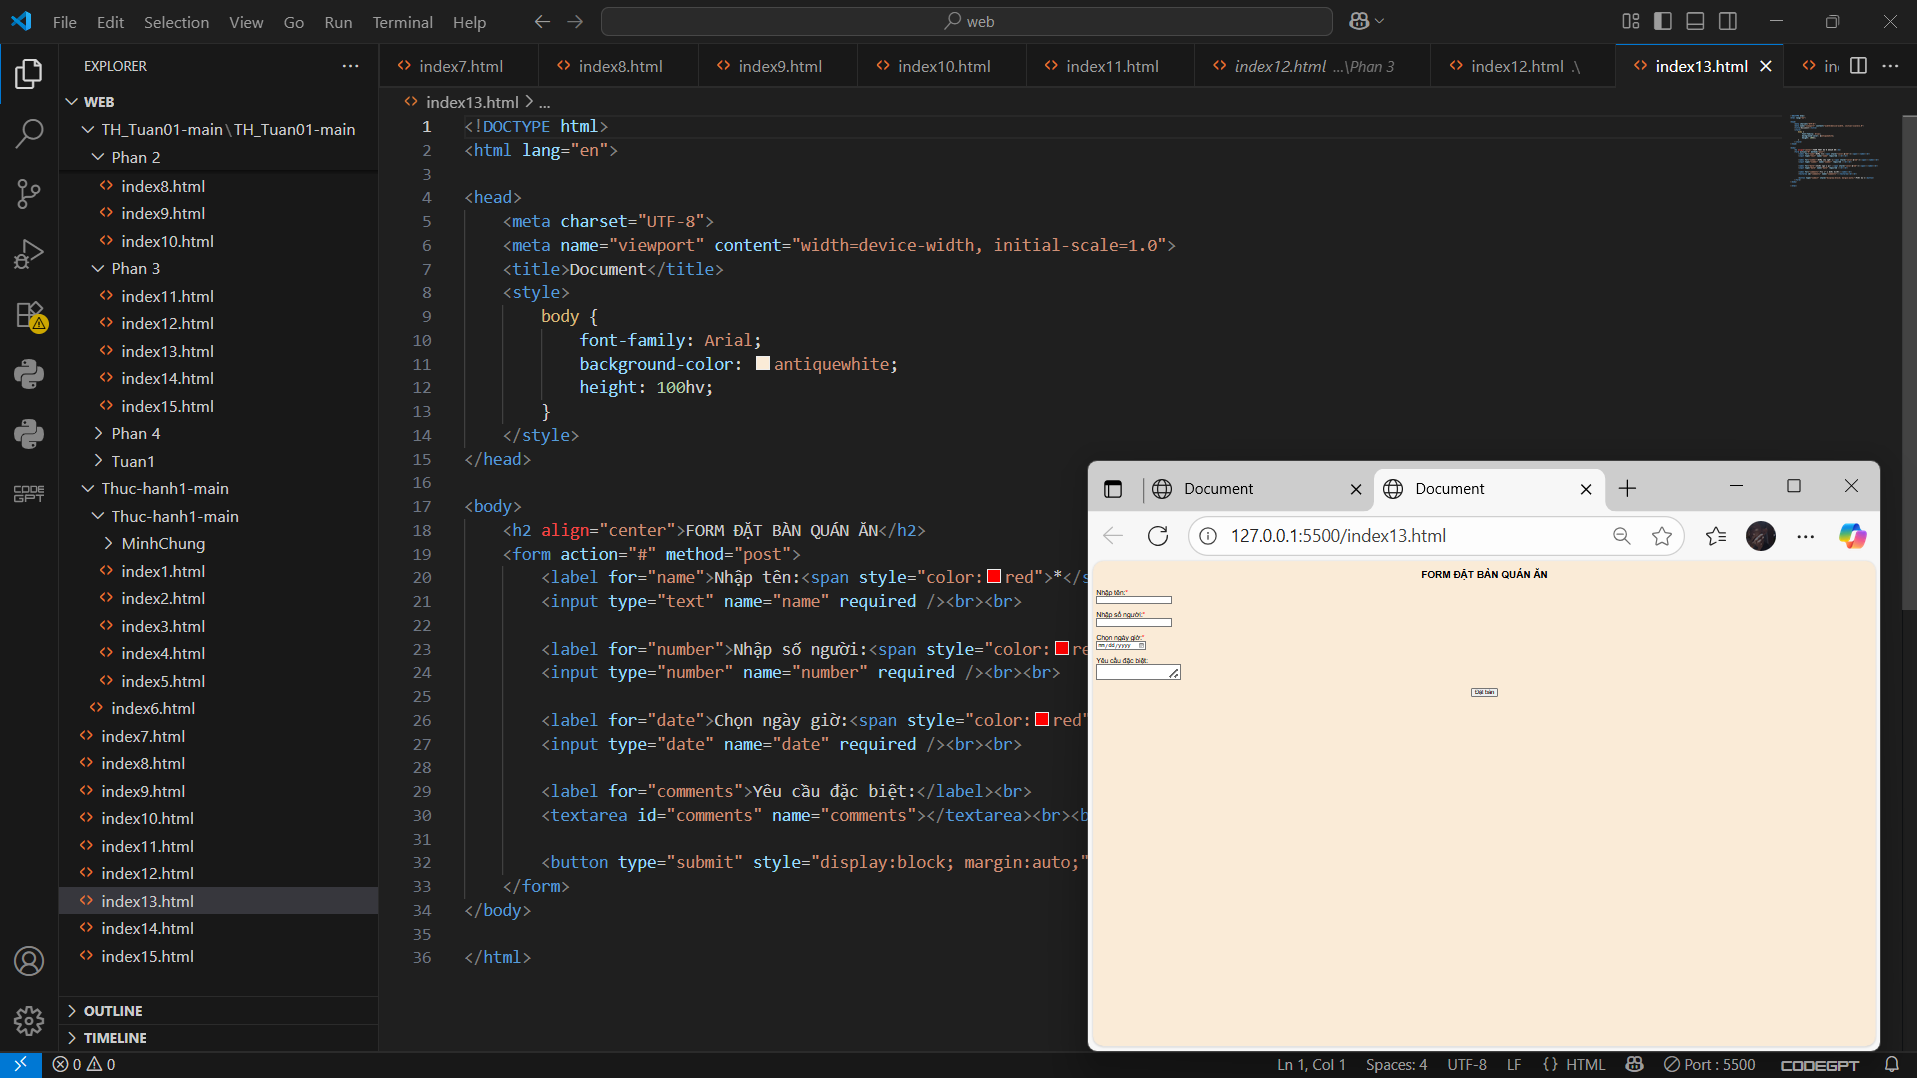 File Edit Selection View Go Run Terminal Help
web
EXPLORER
WEB
TH_Tuan01-main\TH_Tuan01-main
Phan 2
index8.html
index9.html
index10.html
Phan 3
index11.html
index12.html
index13.html
index14.html
index15.html
Phan 4
Tuan1
Thuc-hanh1-main
Thuc-hanh1-main
MinhChung
index1.html
index2.html
index3.html
index4.html
index5.html
index6.html
index7.html
index8.html
index9.html
index10.html
index11.html
index12.html
index13.html
index14.html
index15.html
OUTLINE
TIMELINE
CODE
GPT
index7.html index8.html index9.html index10.html index11.html index12.html ...\Phan 3 index12.html .\ index13.html
index13.html > ...
1 <!DOCTYPE html>
2 <html lang="en">
3
4 <head>
5 <meta charset="UTF-8">
6 <meta name="viewport" content="width=device-width, initial-scale=1.0">
7 <title>Document</title>
8 <style>
9 body {
10 font-family: Arial;
11 background-color: antiquewhite;
12 height: 100hv;
13 }
14 </style>
15 </head>
16
17 <body>
18 <h2 align="center">FORM ĐẶT BÀN QUÁN ĂN</h2>
19 <form action="#" method="post">
20 <label for="name">Nhập tên:<span style="color:red">*</s
21 <input type="text" name="name" required /><br><br>
22
23 <label for="number">Nhập số người:<span style="color:re
24 <input type="number" name="number" required /><br><br>
25
26 <label for="date">Chọn ngày giờ:<span style="color:red"
27 <input type="date" name="date" required /><br><br>
28
29 <label for="comments">Yêu cầu đặc biệt:</label><br>
30 <textarea id="comments" name="comments"></textarea><br><b
31
32 <button type="submit" style="display:block; margin:auto;"
33 </form>
34 </body>
35
36 </html>
Document Document
127.0.0.1:5500/index13.html
FORM ĐẶT BÀN QUÁN ĂN
Nhập tên:*
Nhập số người:*
Chọn ngày giờ:*
mm/dd/yyyy
Yêu cầu đặc biệt:
Đặt bàn
0 0
Ln 1, Col 1 Spaces: 4 UTF-8 LF {} HTML Port : 5500 CODEGPT